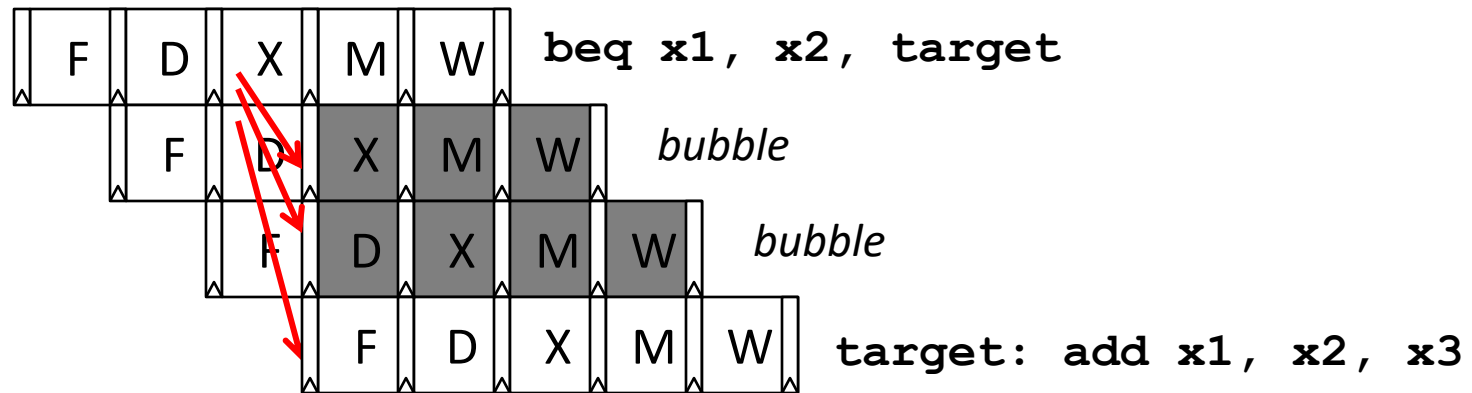 F D X M W beq x1, x2, target
F D X M W bubble
F D X M W bubble
F D X M W target: add x1, x2, x3